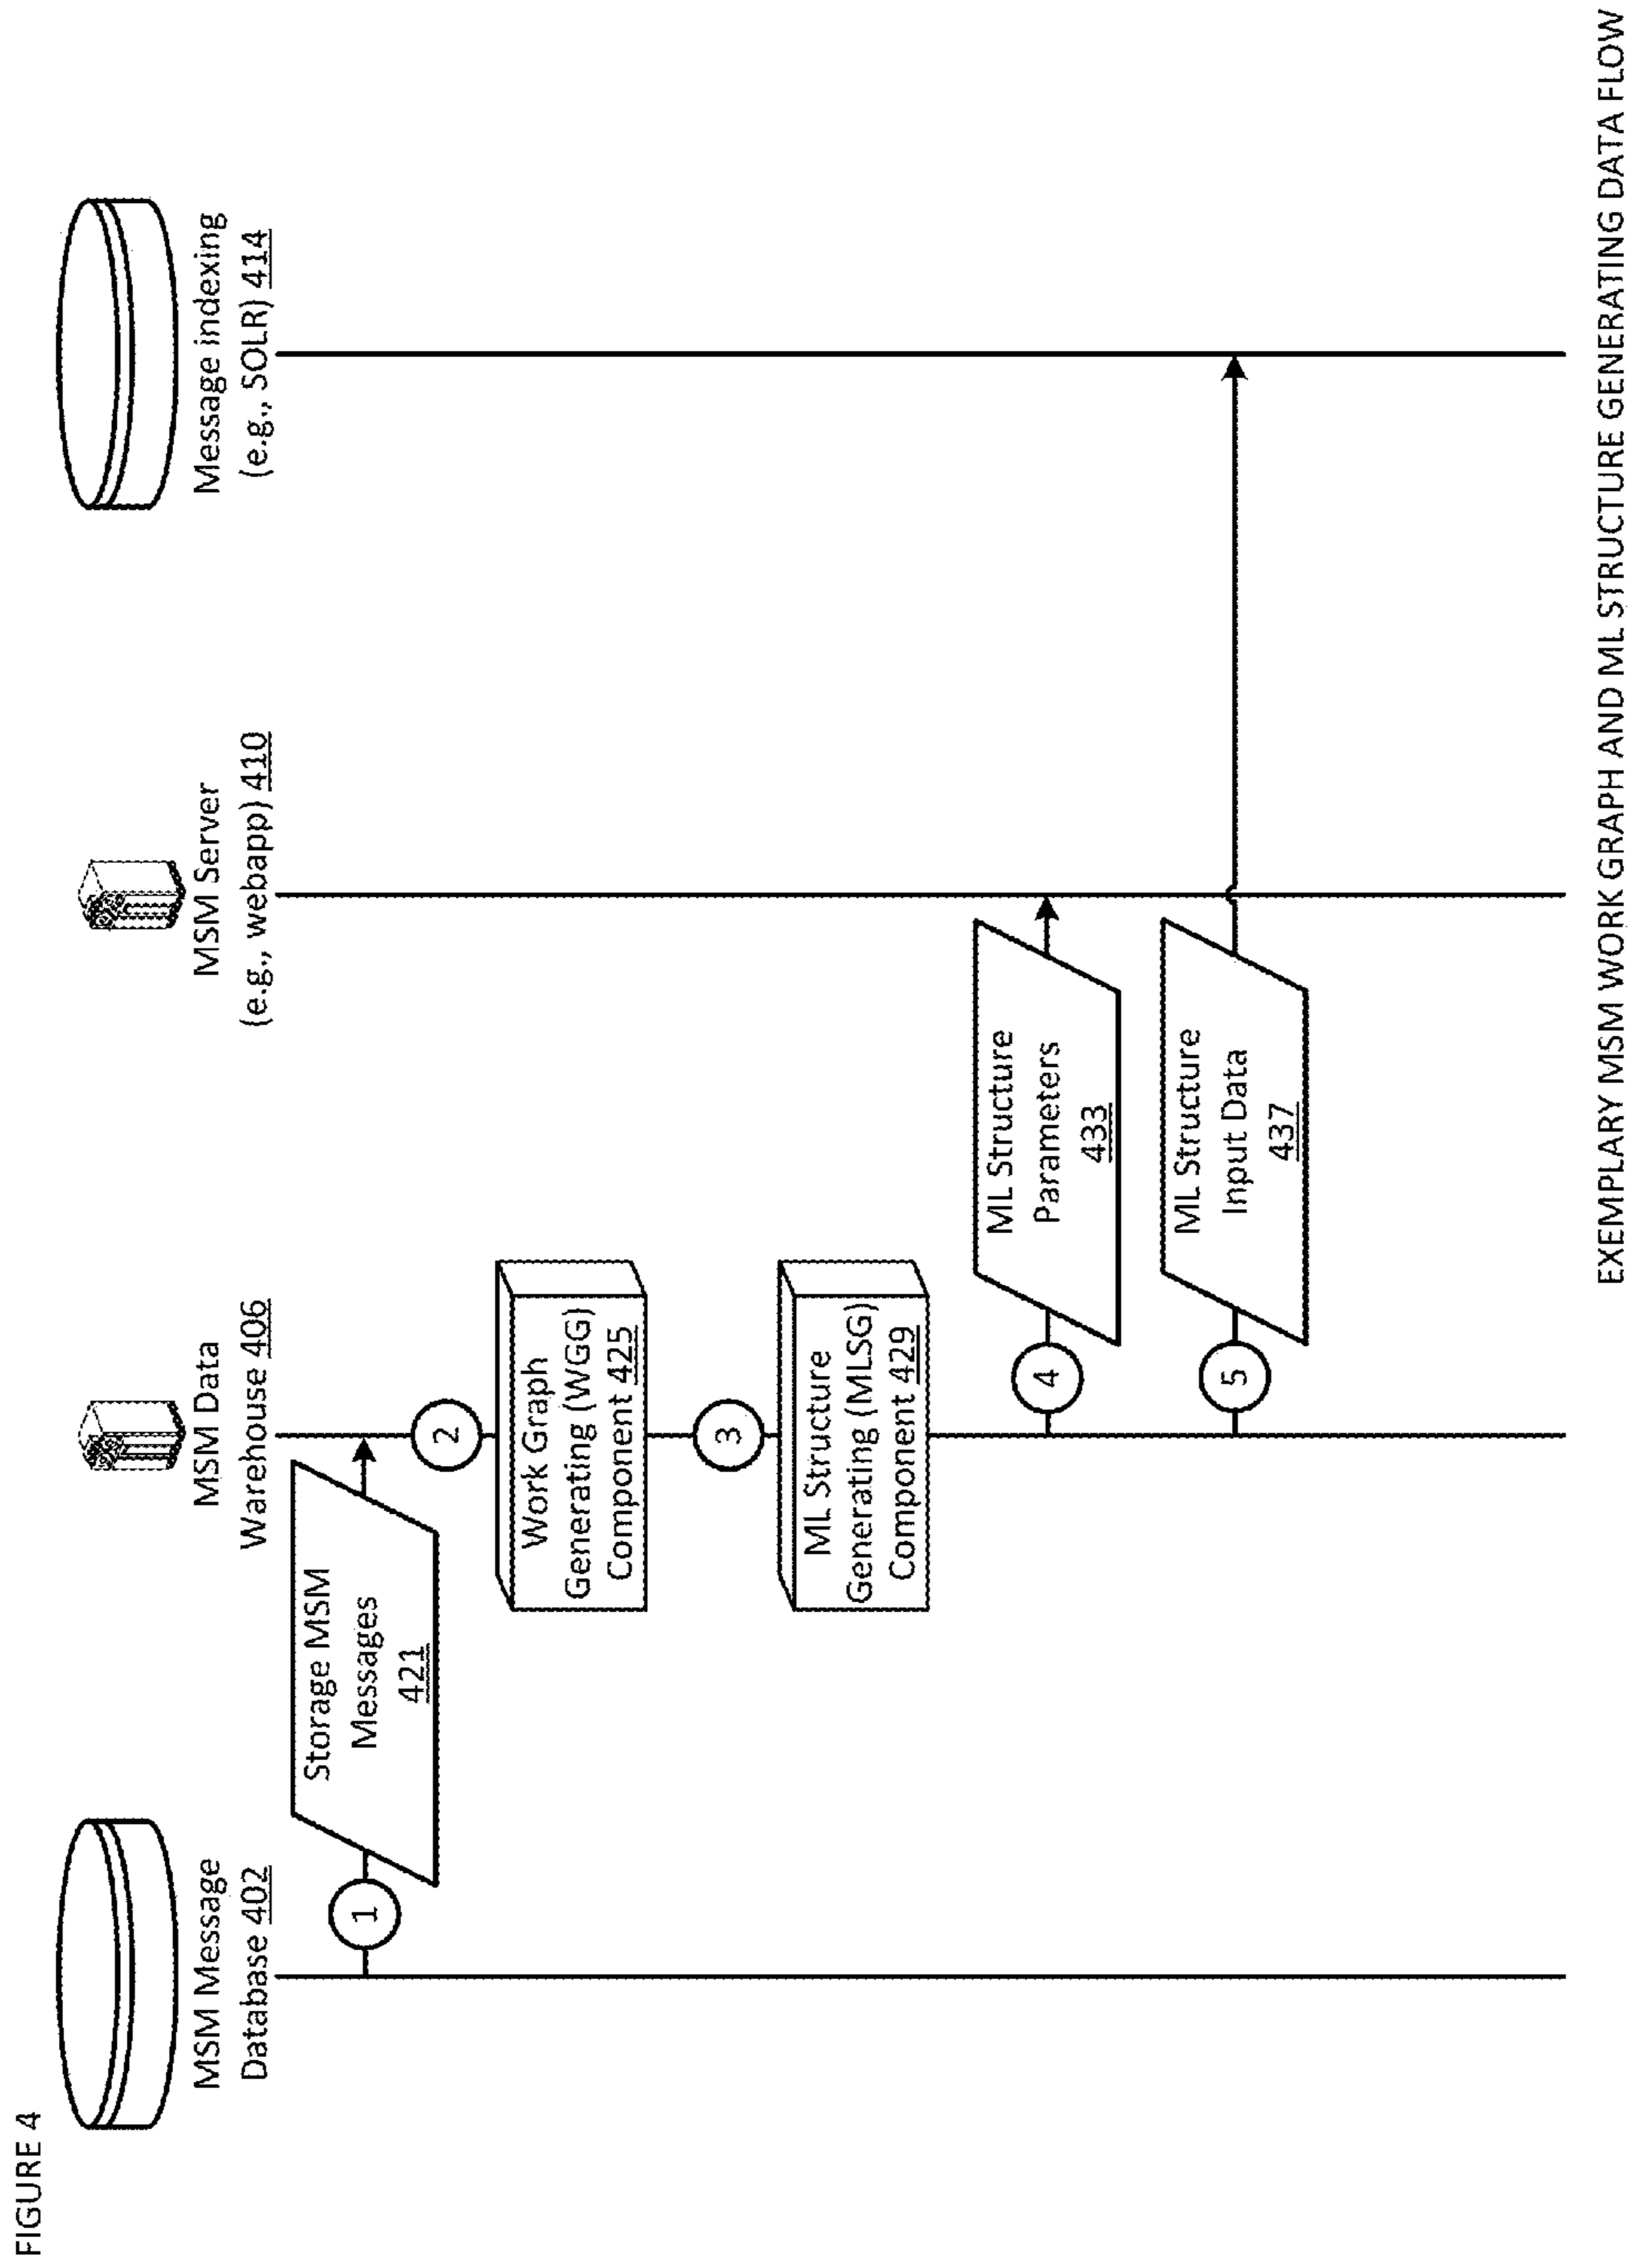 FIGURE 4
MSM Message
Database 402
MSM Data
Warehouse 406
MSM Server
(e.g., webapp) 410
Message indexing
(e.g., SOLR) 414
1
Storage MSM
Messages
421
2
Work Graph
Generating (WGG)
Component 425
3
ML Structure
Generating (MLSG)
Component 429
4
ML Structure
Parameters
433
5
ML Structure
Input Data
437
EXEMPLARY MSM WORK GRAPH AND ML STRUCTURE GENERATING DATA FLOW